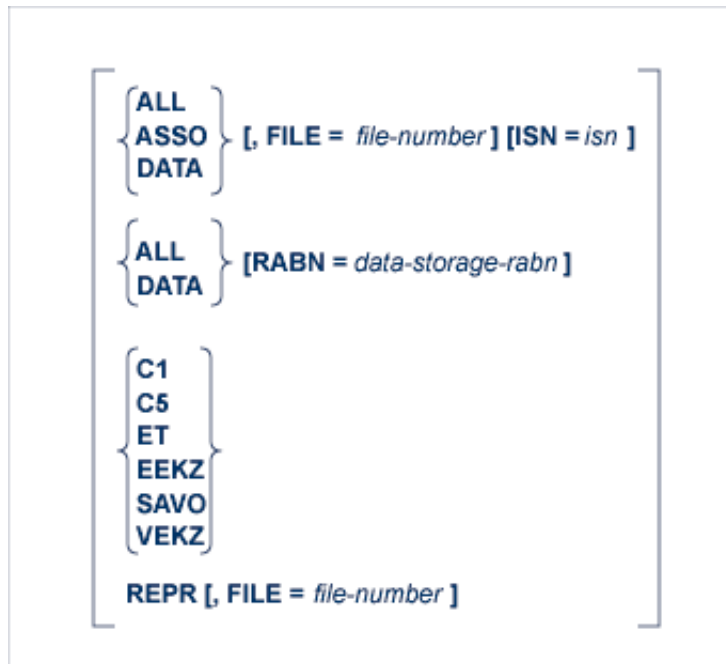 ALL
ASSO [, FILE = file-number ] [ISN = isn ]
DATA
ALL
DATA [RABN = data-storage-rabn ]
C1
C5
ET
EEKZ
SAVO
VEKZ
REPR [, FILE = file-number ]